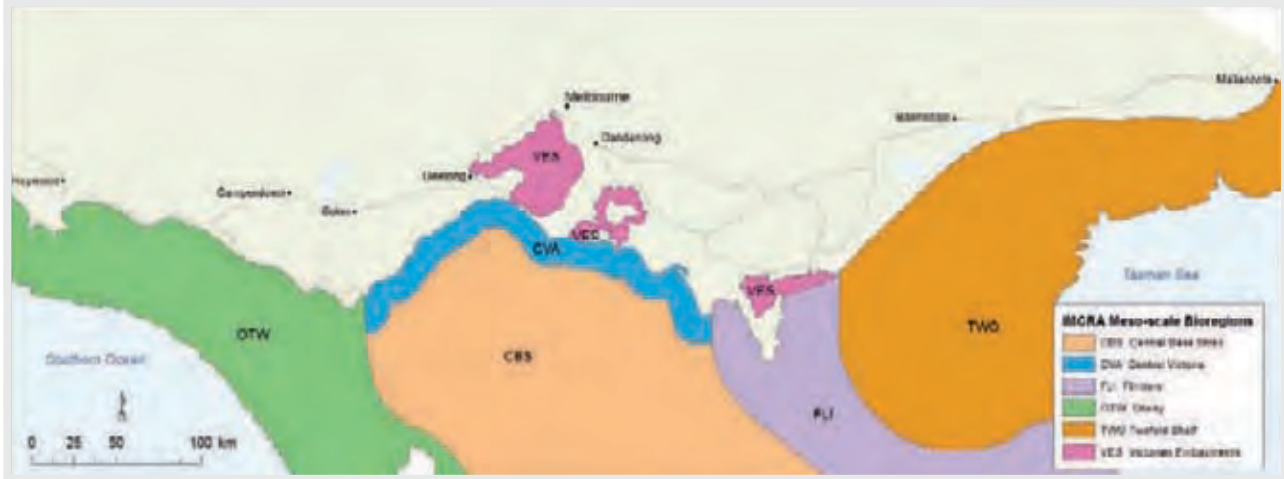 Mallacoota
Melbourne
Dandenong
VES
Geelong
Camperdown
Colac
VES
CVA
Tasman Sea
VES
OTW
CBS
TWO
FLI
Southern Ocean
0 25 50 100 km
IMCRA Meso-scale Bioregions
CBS Central Bass Strait
CVA Central Victoria
FLI Flinders
OTW Otway
TWO Twofold Shelf
VES Victorian Embayments